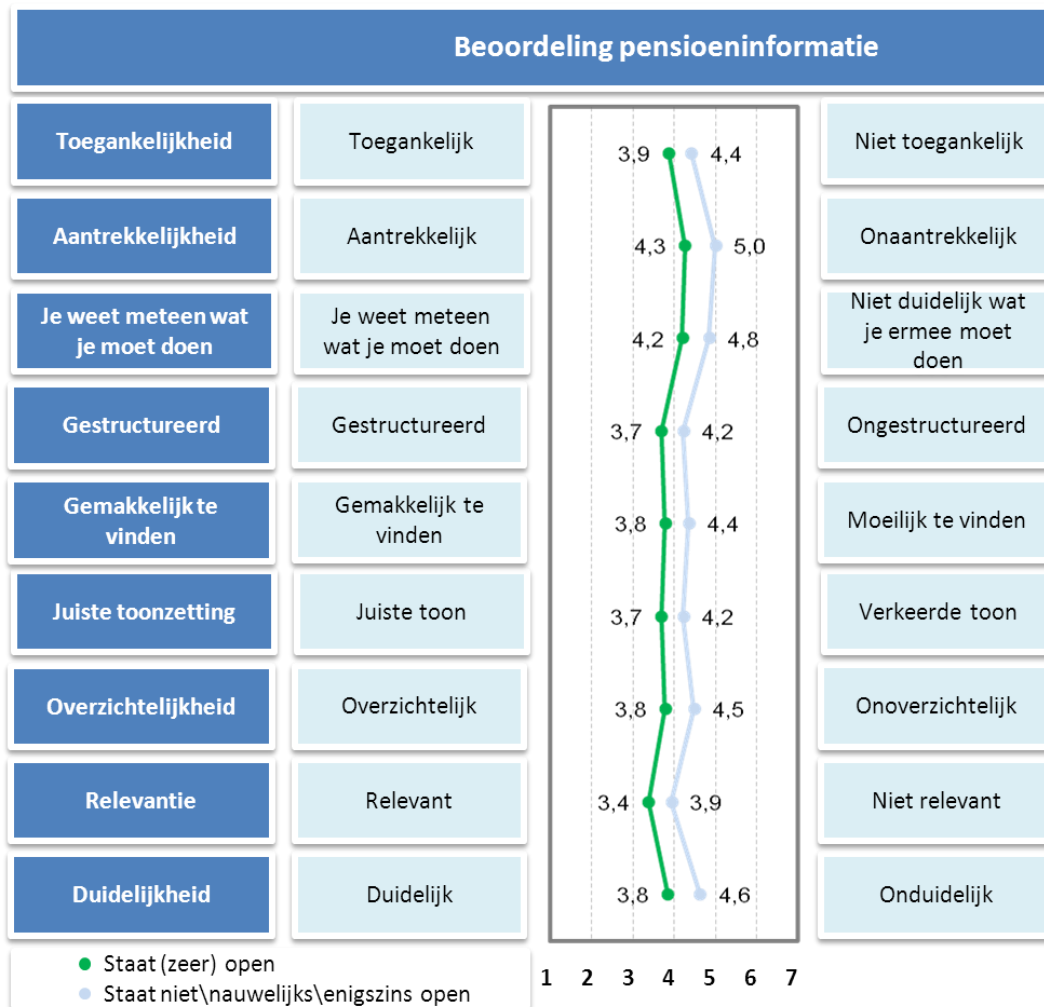 Beoordeling pensioeninformatie
Toegankelijkheid
Toegankelijk
3,9
4,4
Niet toegankelijk
Aantrekkelijkheid
Aantrekkelijk
4,3
5,0
Onaantrekkelijk
Je weet meteen wat
je moet doen
Je weet meteen
wat je moet doen
4,2
4,8
Niet duidelijk wat
je ermee moet
doen
Gestructureerd
Gestructureerd
3,7
4,2
Ongestructureerd
Gemakkelijk te
vinden
Gemakkelijk te
vinden
3,8
4,4
Moeilijk te vinden
Juiste toonzetting
Juiste toon
3,7
4,2
Verkeerde toon
Overzichtelijkheid
Overzichtelijk
3,8
4,5
Onoverzichtelijk
Relevantie
Relevant
3,4
3,9
Niet relevant
Duidelijkheid
Duidelijk
3,8
4,6
Onduidelijk
Staat (zeer) open
Staat niet\nauwelijks\enigszins open
1 2 3 4 5 6 7